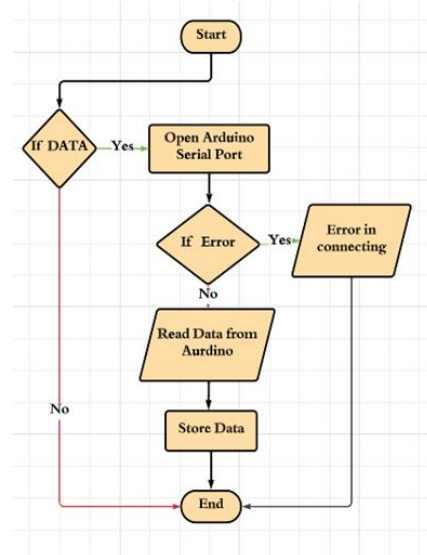 Start
If DATA
Yes
Open Arduino
Serial Port
If Error
Yes
Error in
connecting
No
Read Data from
Aurdino
No
Store Data
End